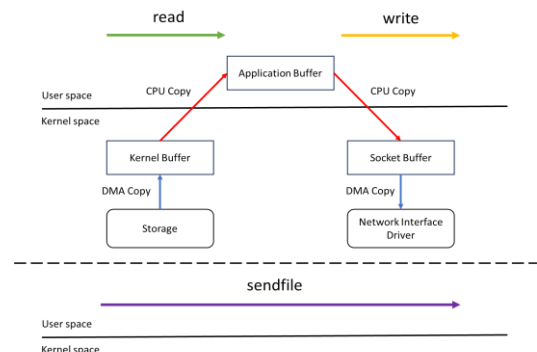 read
write
Application Buffer
CPU Copy
CPU Copy
User space
Kernel space
Kernel Buffer
Socket Buffer
DMA Copy
DMA Copy
Storage
Network Interface
Driver
sendfile
User space
Kernel space